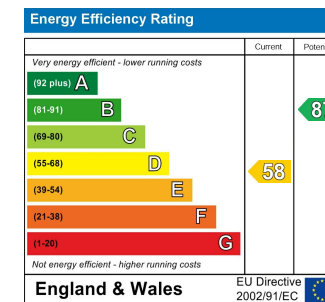 Energy Efficiency Rating
Current
Very energy efficient - lower running costs
(92 plus) A
(81-91) B
(69-80) C
(55-68) D
58
(39-54) E
(21-38) F
(1-20) G
Not energy efficient - higher running costs
England & Wales
EU Directive
2002/91/EC